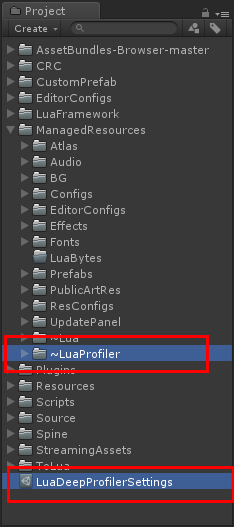 Project
Create
AssetBundles-Browser-master
CRC
CustomPrefab
EditorConfigs
LuaFramework
ManagedResources
Atlas
Audio
BG
Configs
EditorConfigs
Effects
Fonts
LuaBytes
Prefabs
PublicArtRes
ResConfigs
UpdatePanel
~Lua
~LuaProfiler
Plugins
Resources
Scripts
Source
Spine
StreamingAssets
ToLua
LuaDeepProfilerSettings